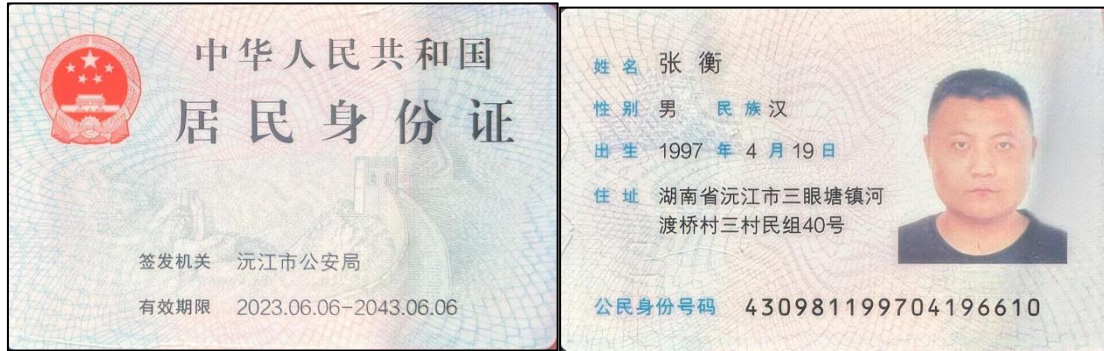 中华人民共和国
居民身份证
签发机关 沅江市公安局
有效期限 2023.06.06-2043.06.06
姓名 张衡
性别 男 民族 汉
出生 1997 年 4 月 19 日
住址 湖南省沅江市三眼塘镇河
渡桥村三村民组40号
公民身份号码 430981199704196610